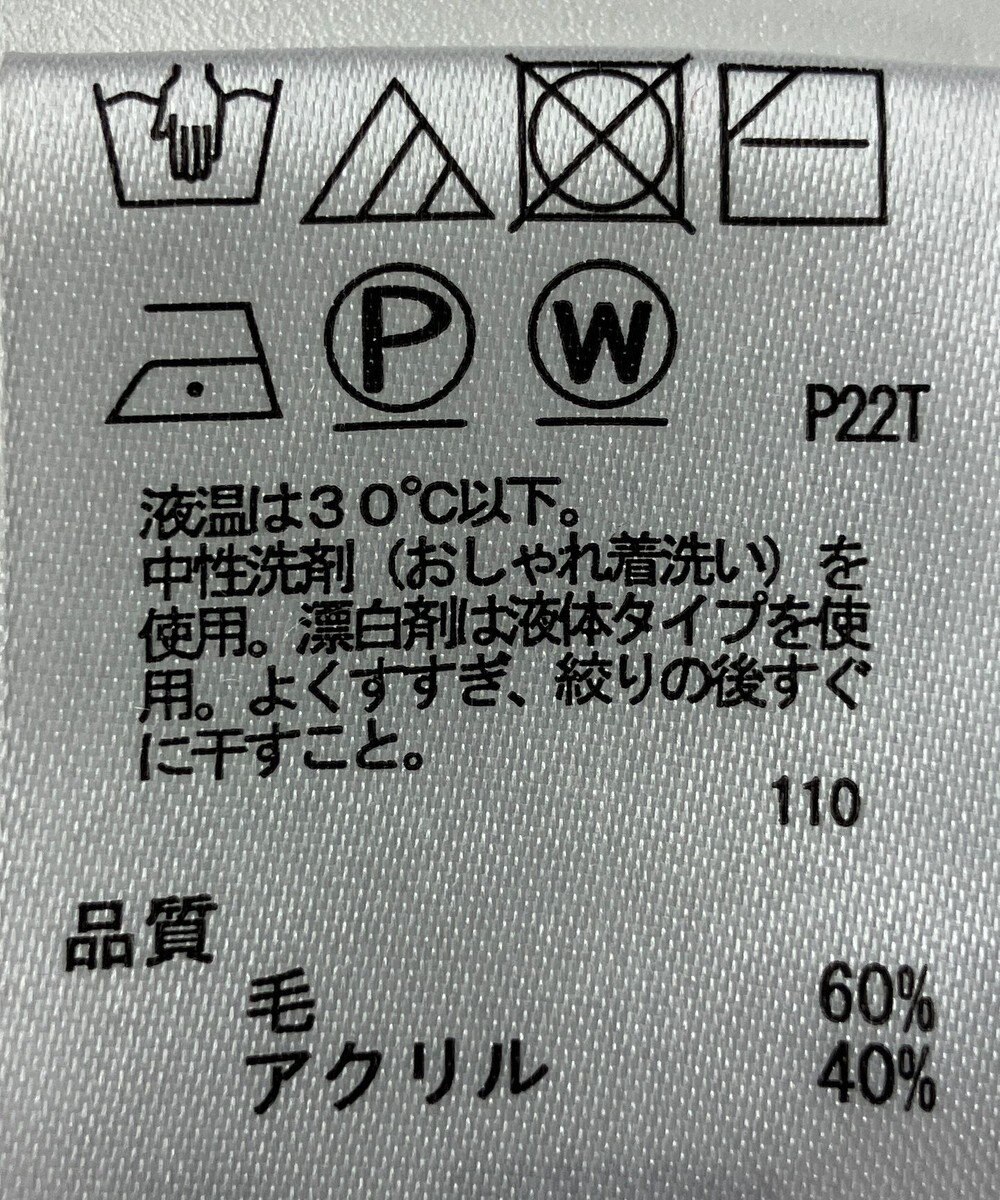 P
W
P22T
液温は30℃以下。
中性洗剤（おしゃれ着洗い）を
使用。漂白剤は液体タイプを使
用。よくすすぎ、絞りの後すぐ
に干すこと。
110
品質
毛 60%
アクリル 40%